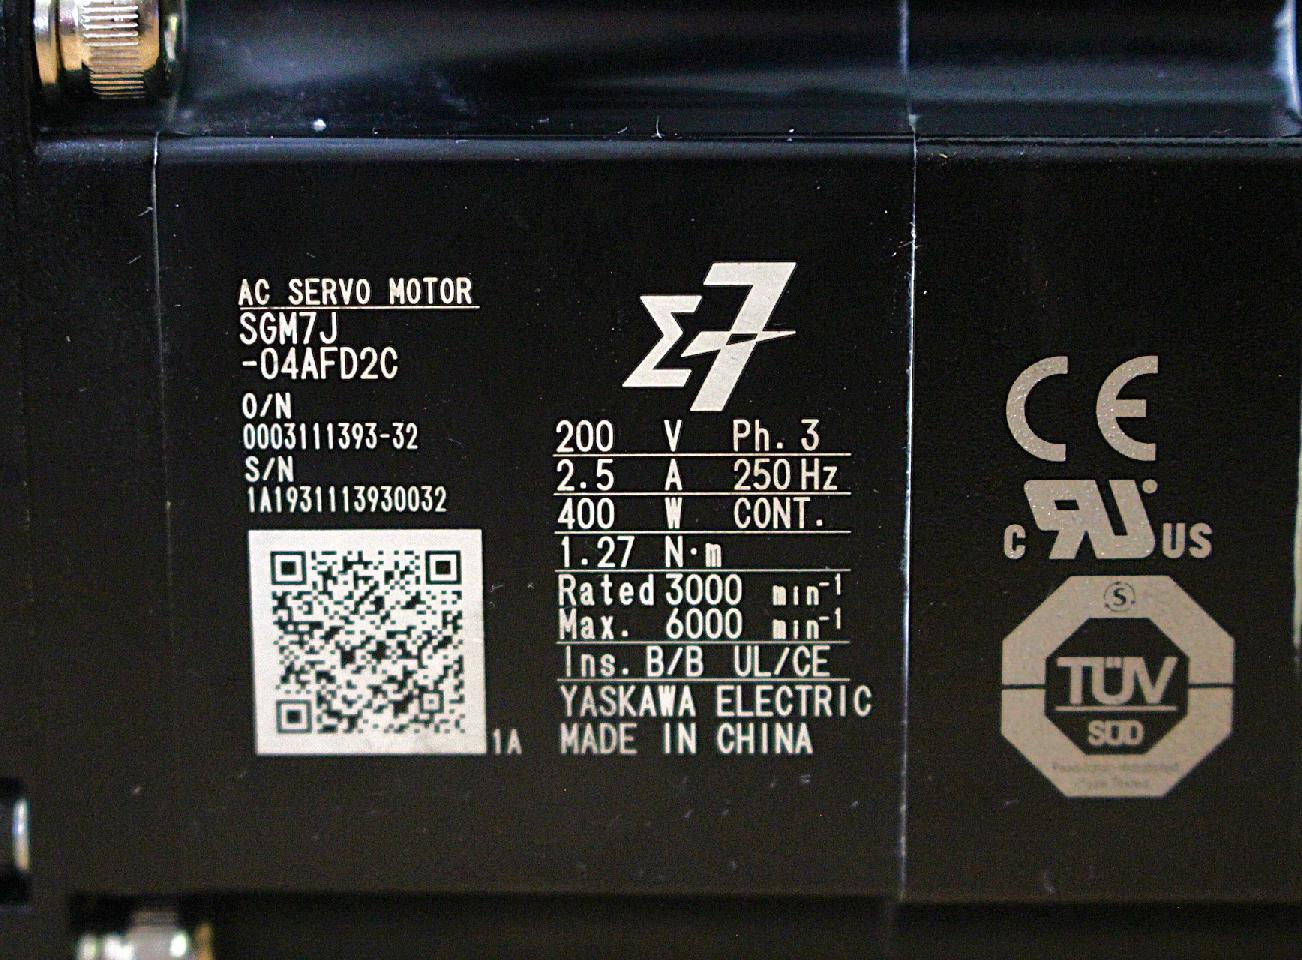 AC SERVO MOTOR
SGM7J
-04AFD2C
O/N
0003111393-32
S/N
1A1931113930032
1A
Σ7
200 V Ph. 3
2.5 A 250 Hz
400 W CONT.
1.27 N·m
Rated 3000 min⁻¹
Max. 6000 min⁻¹
Ins. B/B UL/CE
YASKAWA ELECTRIC
MADE IN CHINA
CE
C RU US
S
TÜV
SÜD